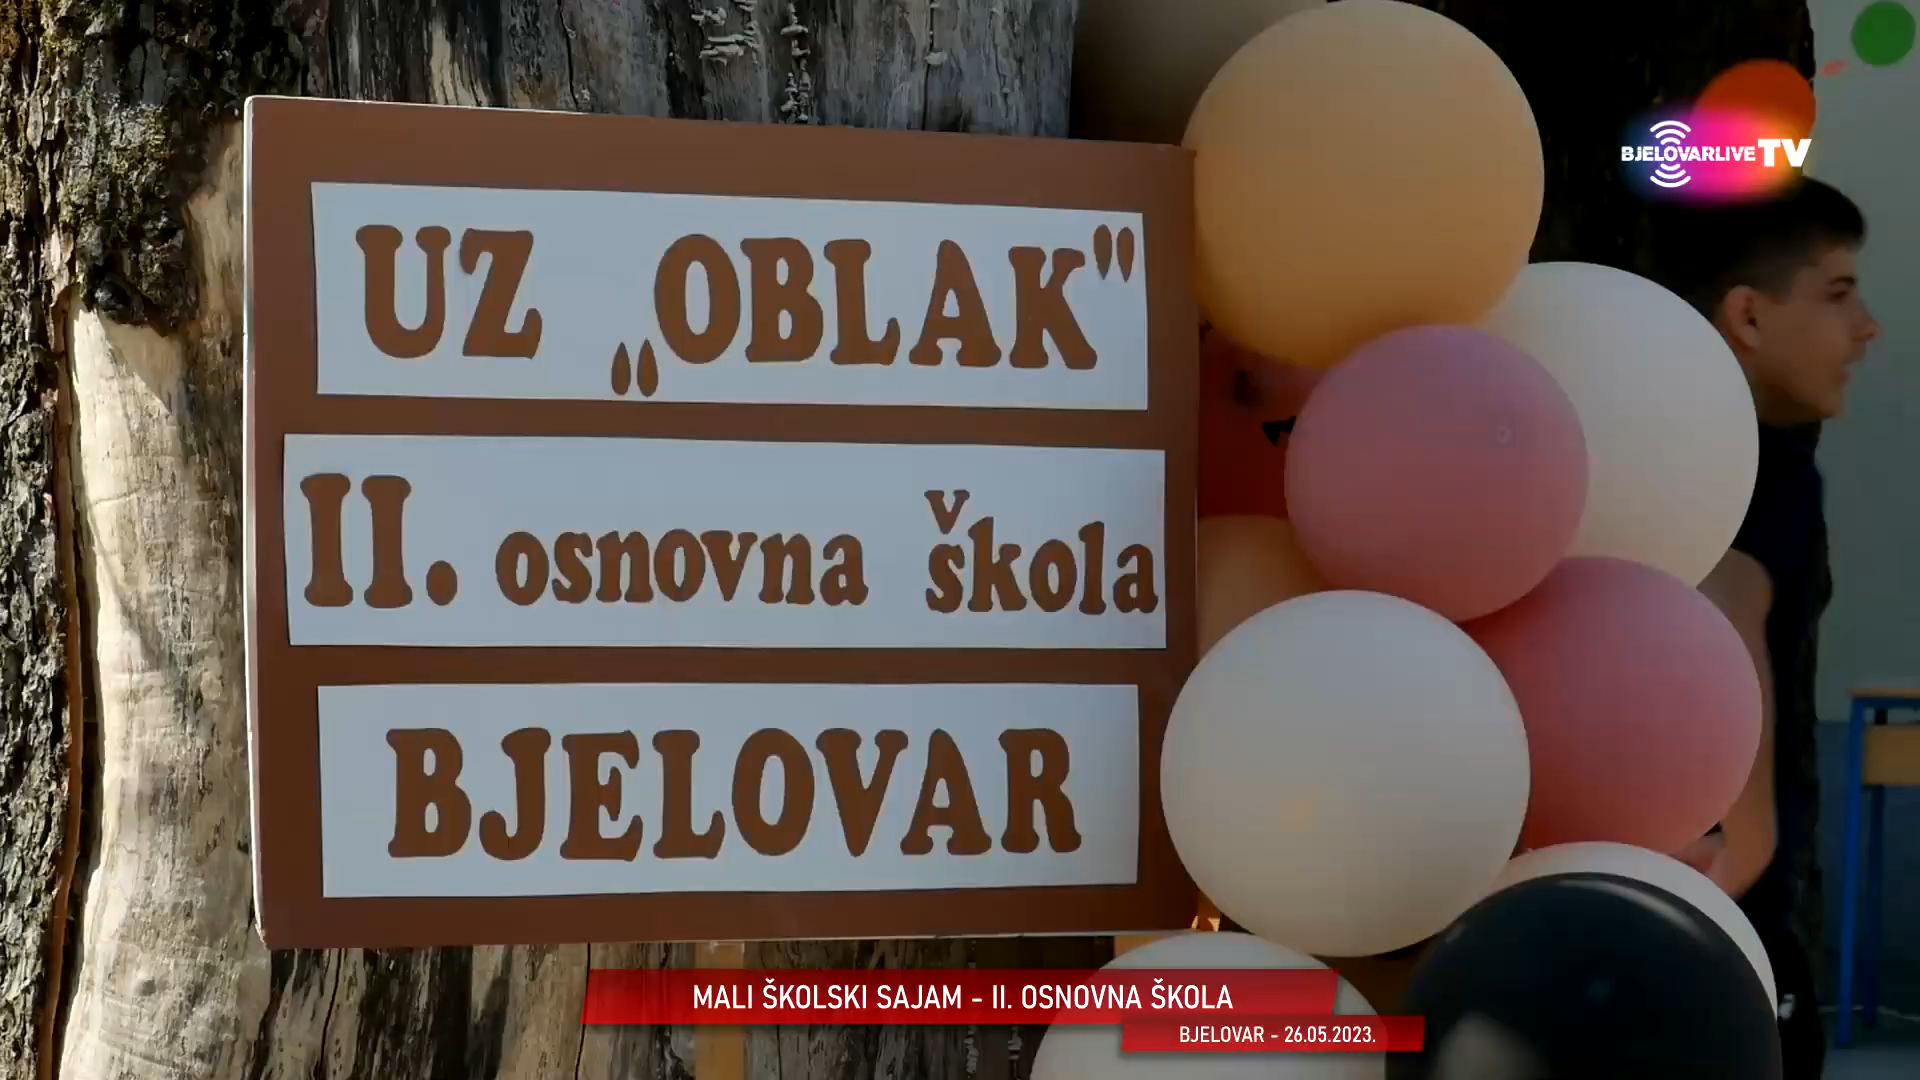 BJELOVARLIVE TV
UZ „OBLAK"
II. osnovna škola
BJELOVAR
MALI ŠKOLSKI SAJAM - II. OSNOVNA ŠKOLA
BJELOVAR - 26.05.2023.